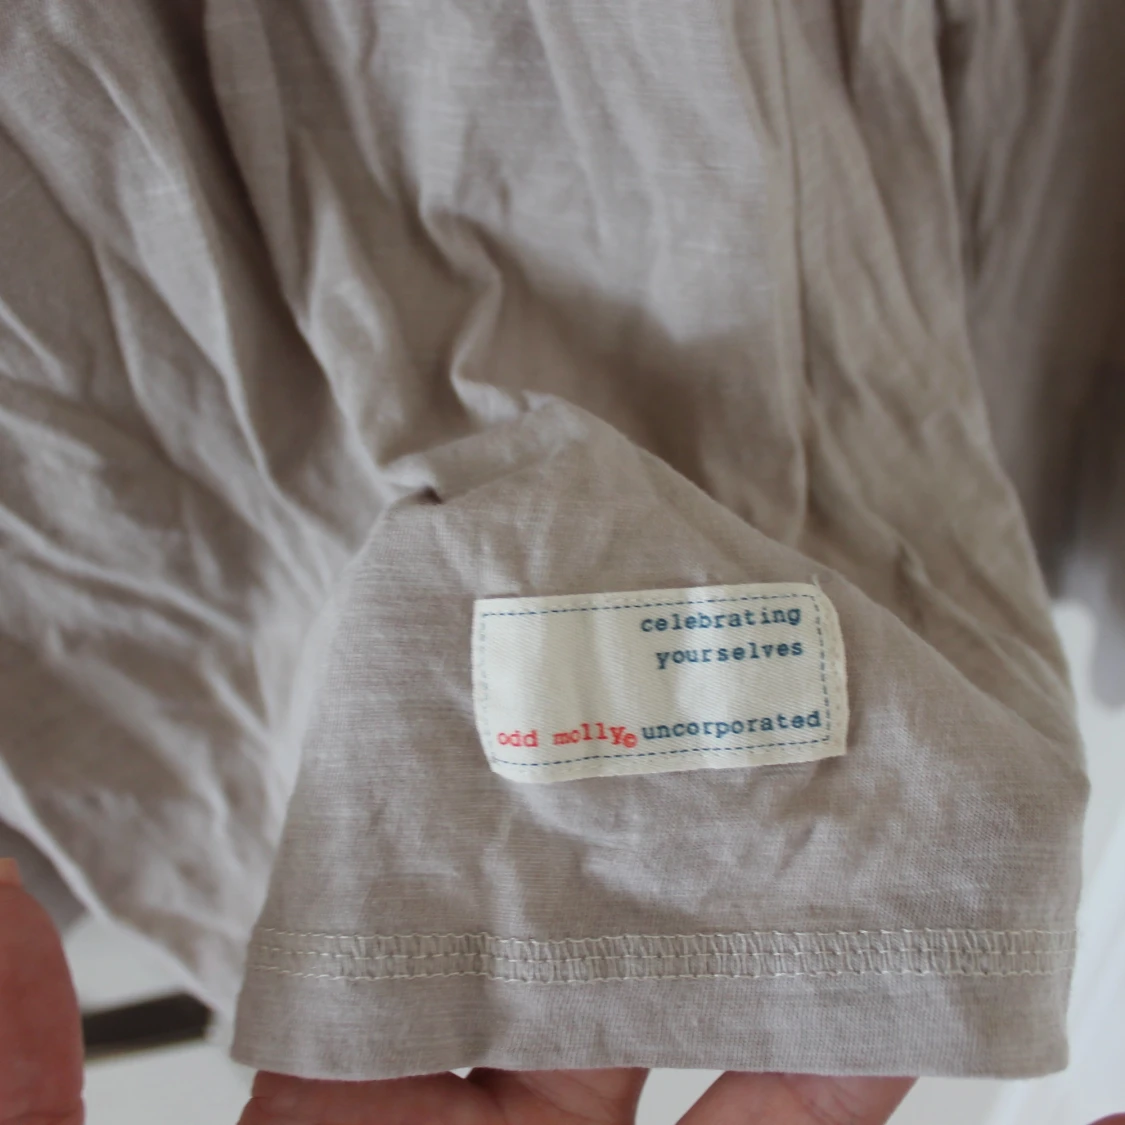 celebrating
yourselves
odd molly© uncorporated